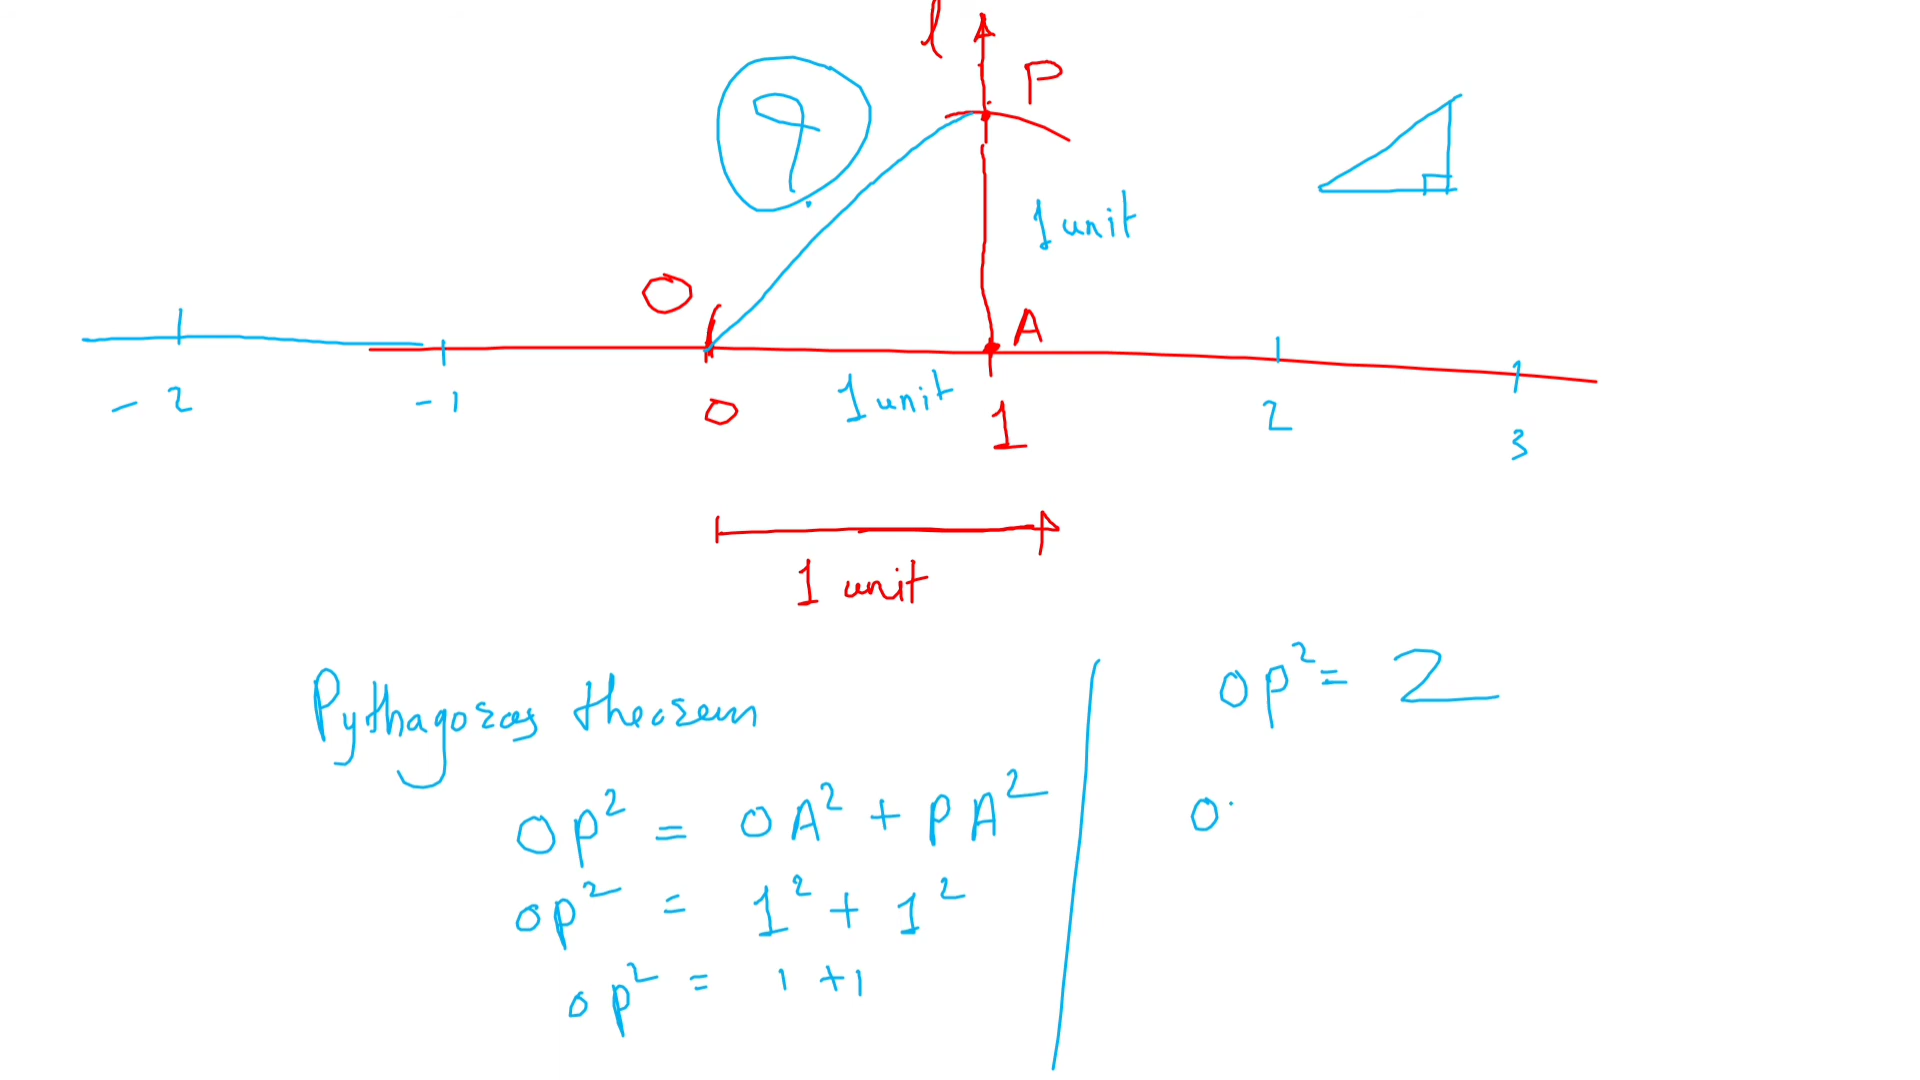 l
P
?
1 unit
O
A
-2
-1
0
1 unit
1
2
3
1 unit
Pythagoras theorem
OP² = OA² + PA²
OP² = 1² + 1²
OP² = 1 + 1
OP² = 2
O